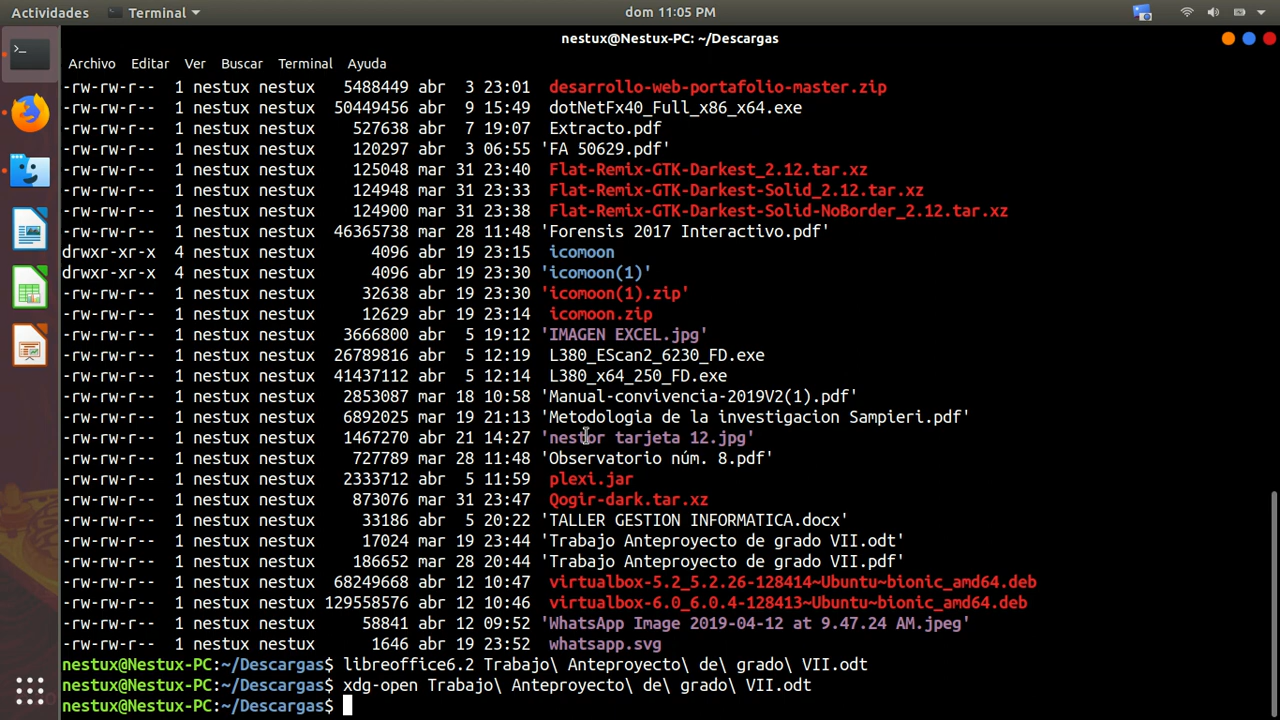 Actividades Terminal dom 11:05 PM
nestux@Nestux-PC: ~/Descargas
Archivo Editar Ver Buscar Terminal Ayuda
-rw-rw-r-- 1 nestux nestux 5488449 abr 3 23:01 desarrollo-web-portafolio-master.zip
-rw-rw-r-- 1 nestux nestux 50449456 abr 9 15:49 dotNetFx40_Full_x86_x64.exe
-rw-rw-r-- 1 nestux nestux 527638 abr 7 19:07 Extracto.pdf
-rw-rw-r-- 1 nestux nestux 120297 abr 3 06:55 'FA 50629.pdf'
-rw-rw-r-- 1 nestux nestux 125048 mar 31 23:40 Flat-Remix-GTK-Darkest_2.12.tar.xz
-rw-rw-r-- 1 nestux nestux 124948 mar 31 23:33 Flat-Remix-GTK-Darkest-Solid_2.12.tar.xz
-rw-rw-r-- 1 nestux nestux 124900 mar 31 23:38 Flat-Remix-GTK-Darkest-Solid-NoBorder_2.12.tar.xz
-rw-rw-r-- 1 nestux nestux 46365738 mar 28 11:48 'Forensis 2017 Interactivo.pdf'
drwxr-xr-x 4 nestux nestux 4096 abr 19 23:15 icomoon
drwxr-xr-x 4 nestux nestux 4096 abr 19 23:30 'icomoon(1)'
-rw-rw-r-- 1 nestux nestux 32638 abr 19 23:30 'icomoon(1).zip'
-rw-rw-r-- 1 nestux nestux 12629 abr 19 23:14 icomoon.zip
-rw-rw-r-- 1 nestux nestux 3666800 abr 5 19:12 'IMAGEN EXCEL.jpg'
-rw-rw-r-- 1 nestux nestux 26789816 abr 5 12:19 L380_EScan2_6230_FD.exe
-rw-rw-r-- 1 nestux nestux 41437112 abr 5 12:14 L380_x64_250_FD.exe
-rw-rw-r-- 1 nestux nestux 2853087 mar 18 10:58 'Manual-convivencia-2019V2(1).pdf'
-rw-rw-r-- 1 nestux nestux 6892025 mar 19 21:13 'Metodologia de la investigacion Sampieri.pdf'
-rw-rw-r-- 1 nestux nestux 1467270 abr 21 14:27 'nestor tarjeta 12.jpg'
-rw-rw-r-- 1 nestux nestux 727789 mar 28 11:48 'Observatorio núm. 8.pdf'
-rw-rw-r-- 1 nestux nestux 2333712 abr 5 11:59 plexi.jar
-rw-rw-r-- 1 nestux nestux 873076 mar 31 23:47 Qogir-dark.tar.xz
-rw-rw-r-- 1 nestux nestux 33186 abr 5 20:22 'TALLER GESTION INFORMATICA.docx'
-rw-rw-r-- 1 nestux nestux 17024 mar 19 23:44 'Trabajo Anteproyecto de grado VII.odt'
-rw-rw-r-- 1 nestux nestux 186652 mar 28 20:44 'Trabajo Anteproyecto de grado VII.pdf'
-rw-rw-r-- 1 nestux nestux 68249668 abr 12 10:47 virtualbox-5.2_5.2.26-128414~Ubuntu~bionic_amd64.deb
-rw-rw-r-- 1 nestux nestux 129558576 abr 12 10:46 virtualbox-6.0_6.0.4-128413~Ubuntu~bionic_amd64.deb
-rw-rw-r-- 1 nestux nestux 58841 abr 12 09:52 'WhatsApp Image 2019-04-12 at 9.47.24 AM.jpeg'
-rw-rw-r-- 1 nestux nestux 1646 abr 19 23:52 whatsapp.svg
nestux@Nestux-PC:~/Descargas$ libreoffice6.2 Trabajo\ Anteproyecto\ de\ grado\ VII.odt
nestux@Nestux-PC:~/Descargas$ xdg-open Trabajo\ Anteproyecto\ de\ grado\ VII.odt
nestux@Nestux-PC:~/Descargas$